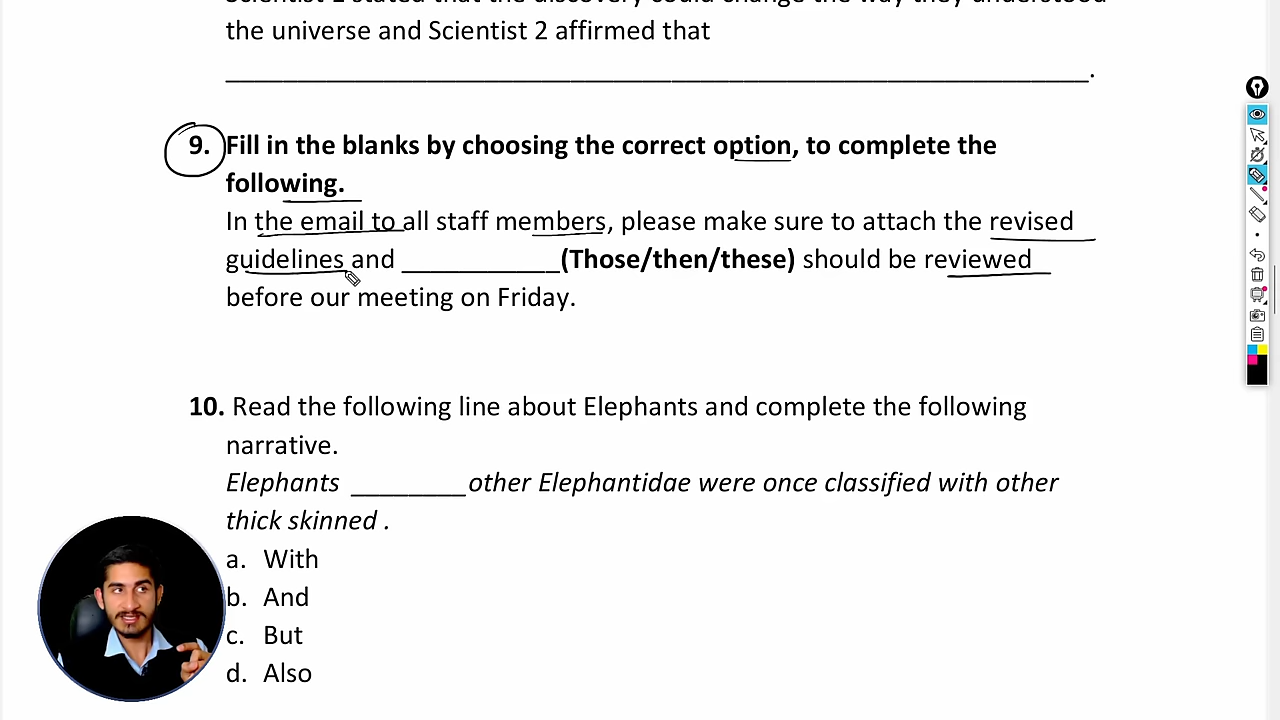 the universe and Scientist 2 affirmed that
____________________________________________________________.
9. Fill in the blanks by choosing the correct option, to complete the
following.
In the email to all staff members, please make sure to attach the revised
guidelines and ___________(Those/then/these) should be reviewed
before our meeting on Friday.
10. Read the following line about Elephants and complete the following
narrative.
Elephants ________other Elephantidae were once classified with other
thick skinned .
a. With
b. And
c. But
d. Also